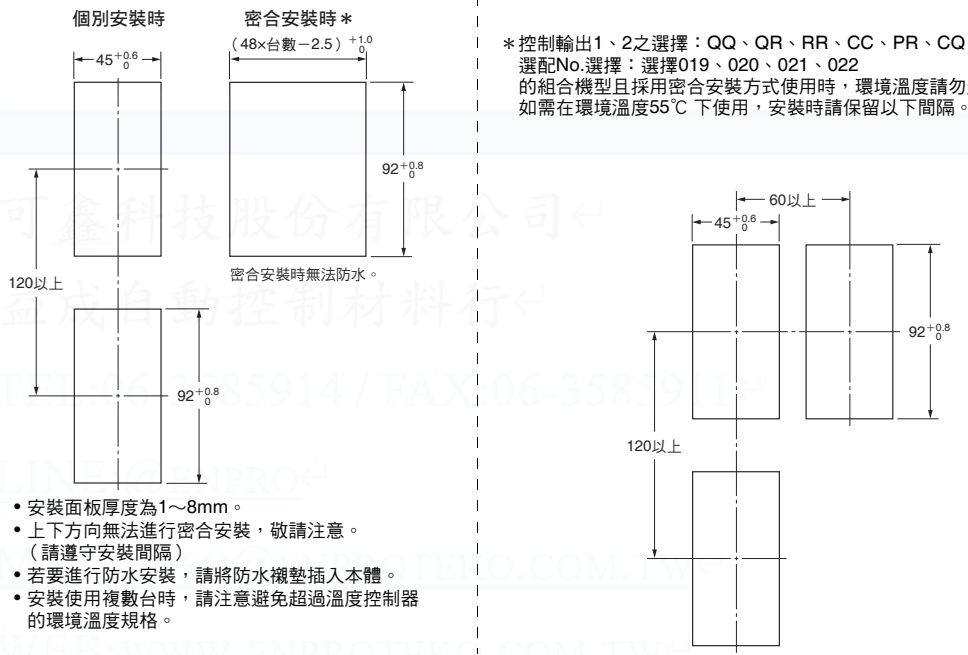 個別安裝時
45 +0.6 0
120以上
92 +0.8 0
密合安裝時＊
（48×台數－2.5）+1.0 0
92 +0.8 0
密合安裝時無法防水。
• 安裝面板厚度為1～8mm。
• 上下方向無法進行密合安裝，敬請注意。
（請遵守安裝間隔）
• 若要進行防水安裝，請將防水襯墊插入本體。
• 安裝使用複數台時，請注意避免超過溫度控制器
的環境溫度規格。
＊控制輸出1、2之選擇：QQ、QR、RR、CC、PR、CQ
選配No.選擇：選擇019、020、021、022
的組合機型且採用密合安裝方式使用時，環境溫度請勿
如需在環境溫度55℃ 下使用，安裝時請保留以下間隔。
60以上
45 +0.6 0
92 +0.8 0
120以上
可鑫科技股份有限公司↵
益成自動控制材料行↵
TEL:06-3585914 / FAX:06-3585911↵
LINE:@ENPRO↵
@ENPROTEKO.COM.TW↵
WEB:WWW.ENPROTEKO.COM.TW↵